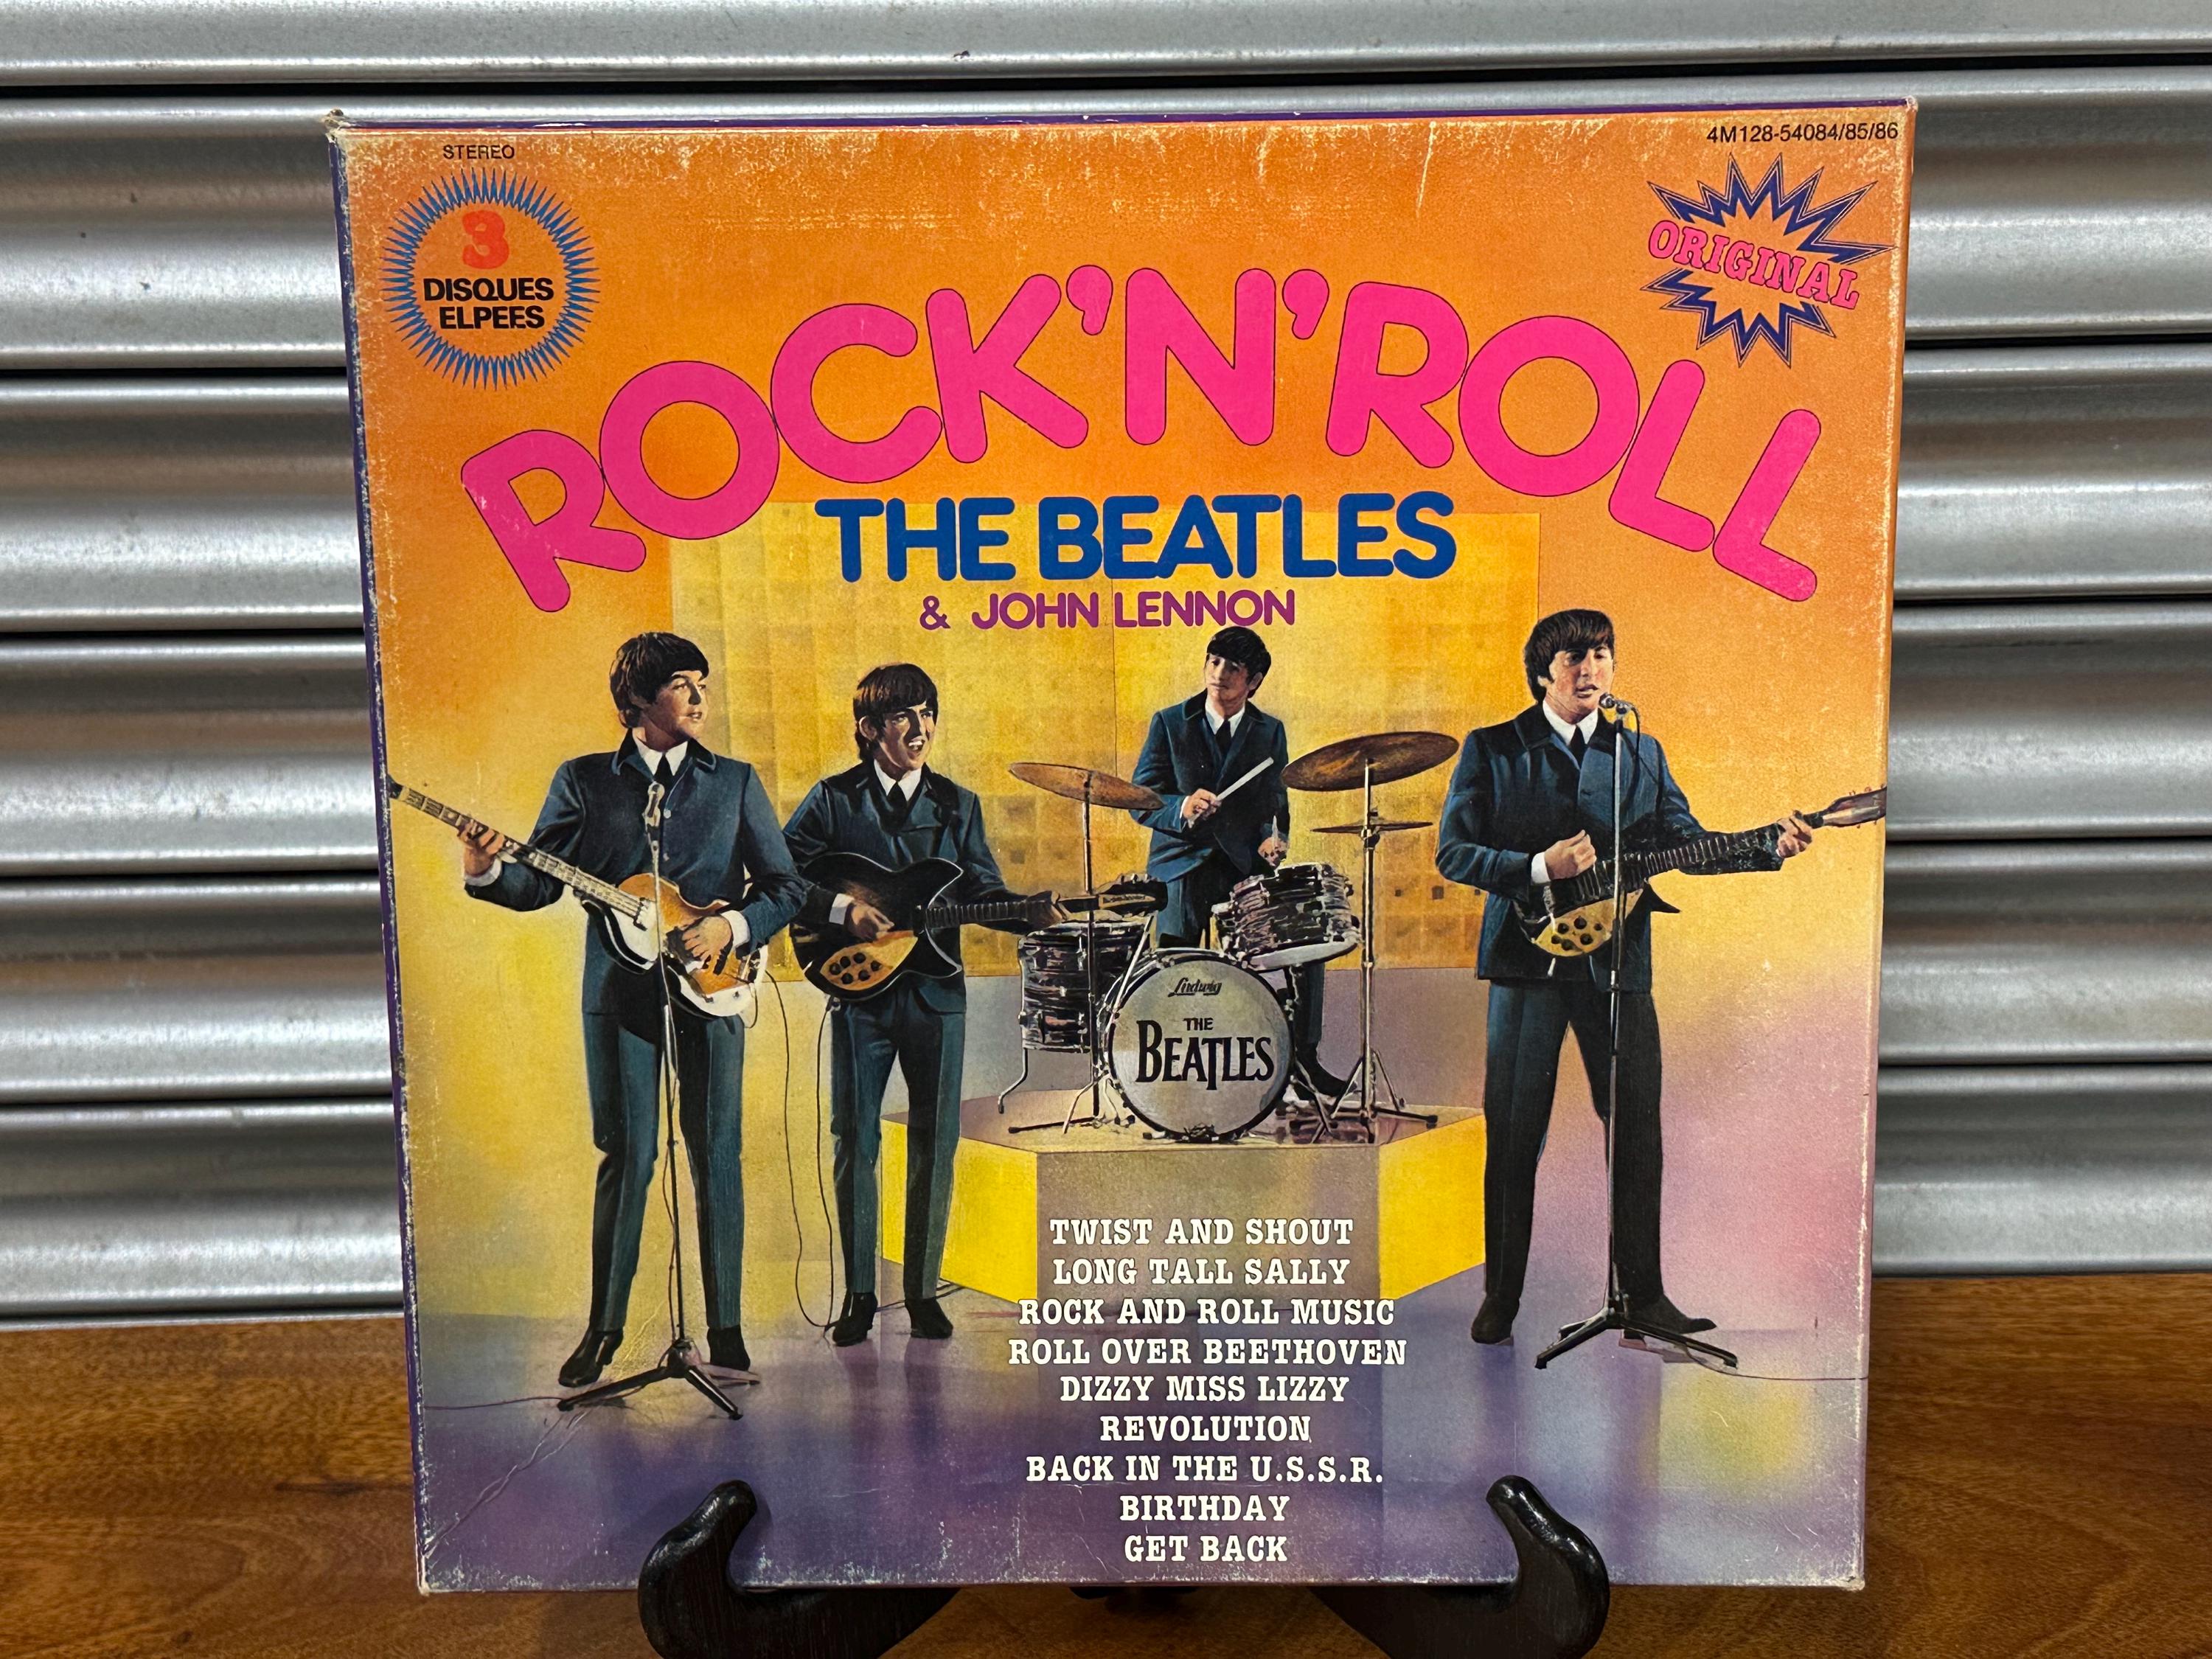 STEREO
4M128-54084/85/86
3
DISQUES
ELPEES
ORIGINAL
ROCK'N'ROLL
THE BEATLES
& JOHN LENNON
Ludwig
THE
BEATLES
TWIST AND SHOUT
LONG TALL SALLY
ROCK AND ROLL MUSIC
ROLL OVER BEETHOVEN
DIZZY MISS LIZZY
REVOLUTION
BACK IN THE U.S.S.R.
BIRTHDAY
GET BACK